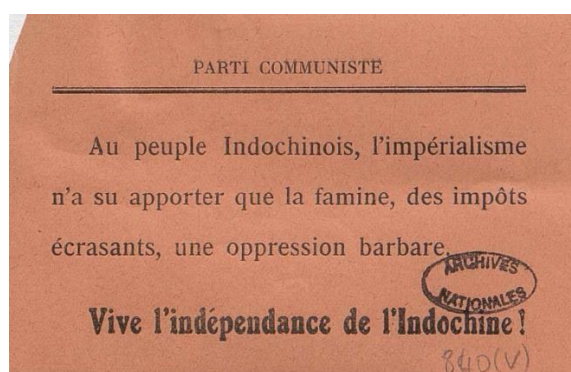 PARTI COMMUNISTE
Au peuple Indochinois, l'impérialisme
n'a su apporter que la famine, des impôts
écrasants, une oppression barbare.
ARCHIVES
NATIONALES
Vive l'indépendance de l'Indochine !
840(V)